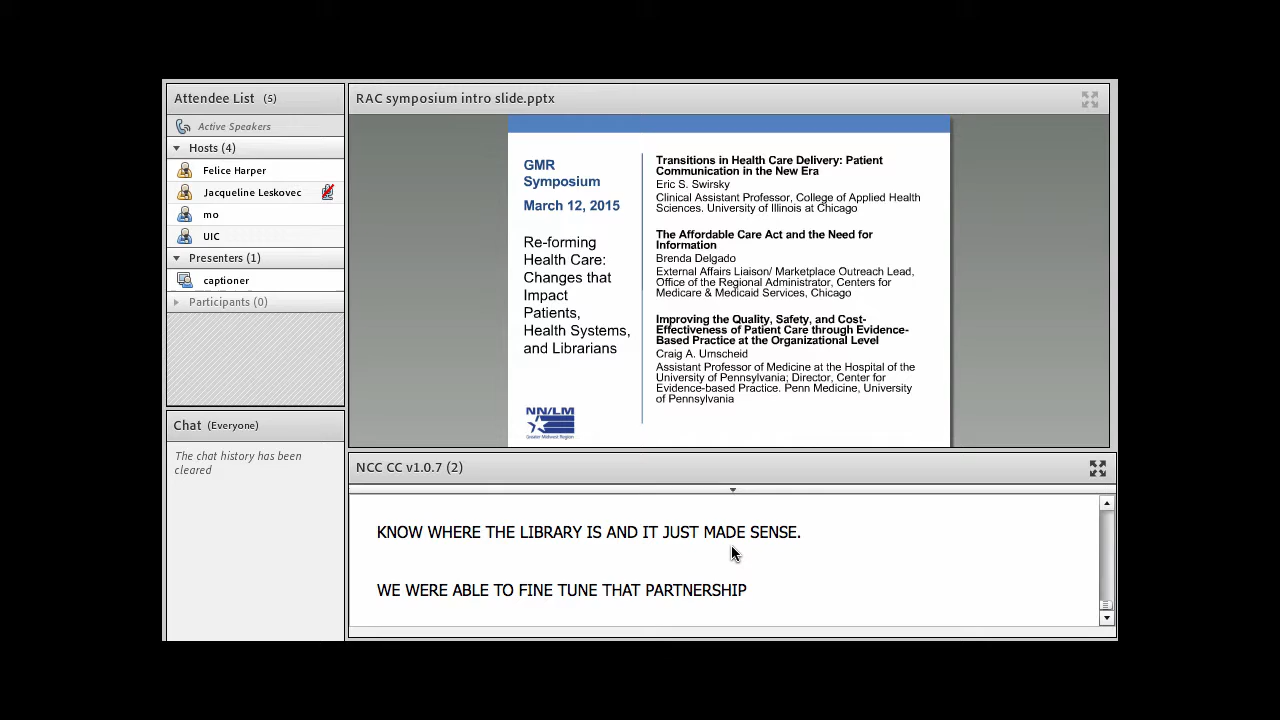 Attendee List (5)
Active Speakers
Hosts (4)
Felice Harper
Jacqueline Leskovec
mo
UIC
Presenters (1)
captioner
Participants (0)
Chat (Everyone)
The chat history has been
cleared
RAC symposium intro slide.pptx
GMR
Symposium
March 12, 2015
Re-forming
Health Care:
Changes that
Impact
Patients,
Health Systems,
and Librarians
NN/LM
Greater Midwest Region
Transitions in Health Care Delivery: Patient
Communication in the New Era
Eric S. Swirsky
Clinical Assistant Professor, College of Applied Health
Sciences. University of Illinois at Chicago
The Affordable Care Act and the Need for
Information
Brenda Delgado
External Affairs Liaison/ Marketplace Outreach Lead,
Office of the Regional Administrator, Centers for
Medicare & Medicaid Services, Chicago
Improving the Quality, Safety, and Cost-
Effectiveness of Patient Care through Evidence-
Based Practice at the Organizational Level
Craig A. Umscheid
Assistant Professor of Medicine at the Hospital of the
University of Pennsylvania; Director, Center for
Evidence-based Practice. Penn Medicine, University
of Pennsylvania
NCC CC v1.0.7 (2)
KNOW WHERE THE LIBRARY IS AND IT JUST MADE SENSE.
WE WERE ABLE TO FINE TUNE THAT PARTNERSHIP